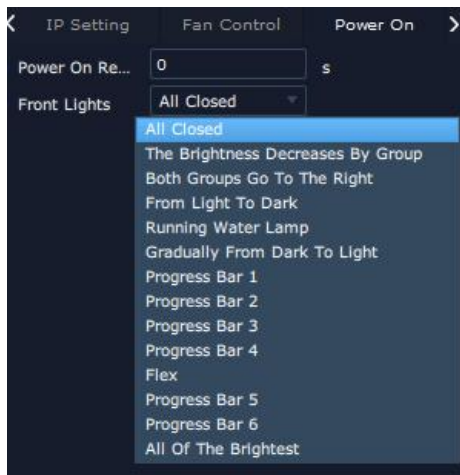 IP Setting Fan Control Power On
Power On Re... 0 s
Front Lights All Closed
All Closed
The Brightness Decreases By Group
Both Groups Go To The Right
From Light To Dark
Running Water Lamp
Gradually From Dark To Light
Progress Bar 1
Progress Bar 2
Progress Bar 3
Progress Bar 4
Flex
Progress Bar 5
Progress Bar 6
All Of The Brightest